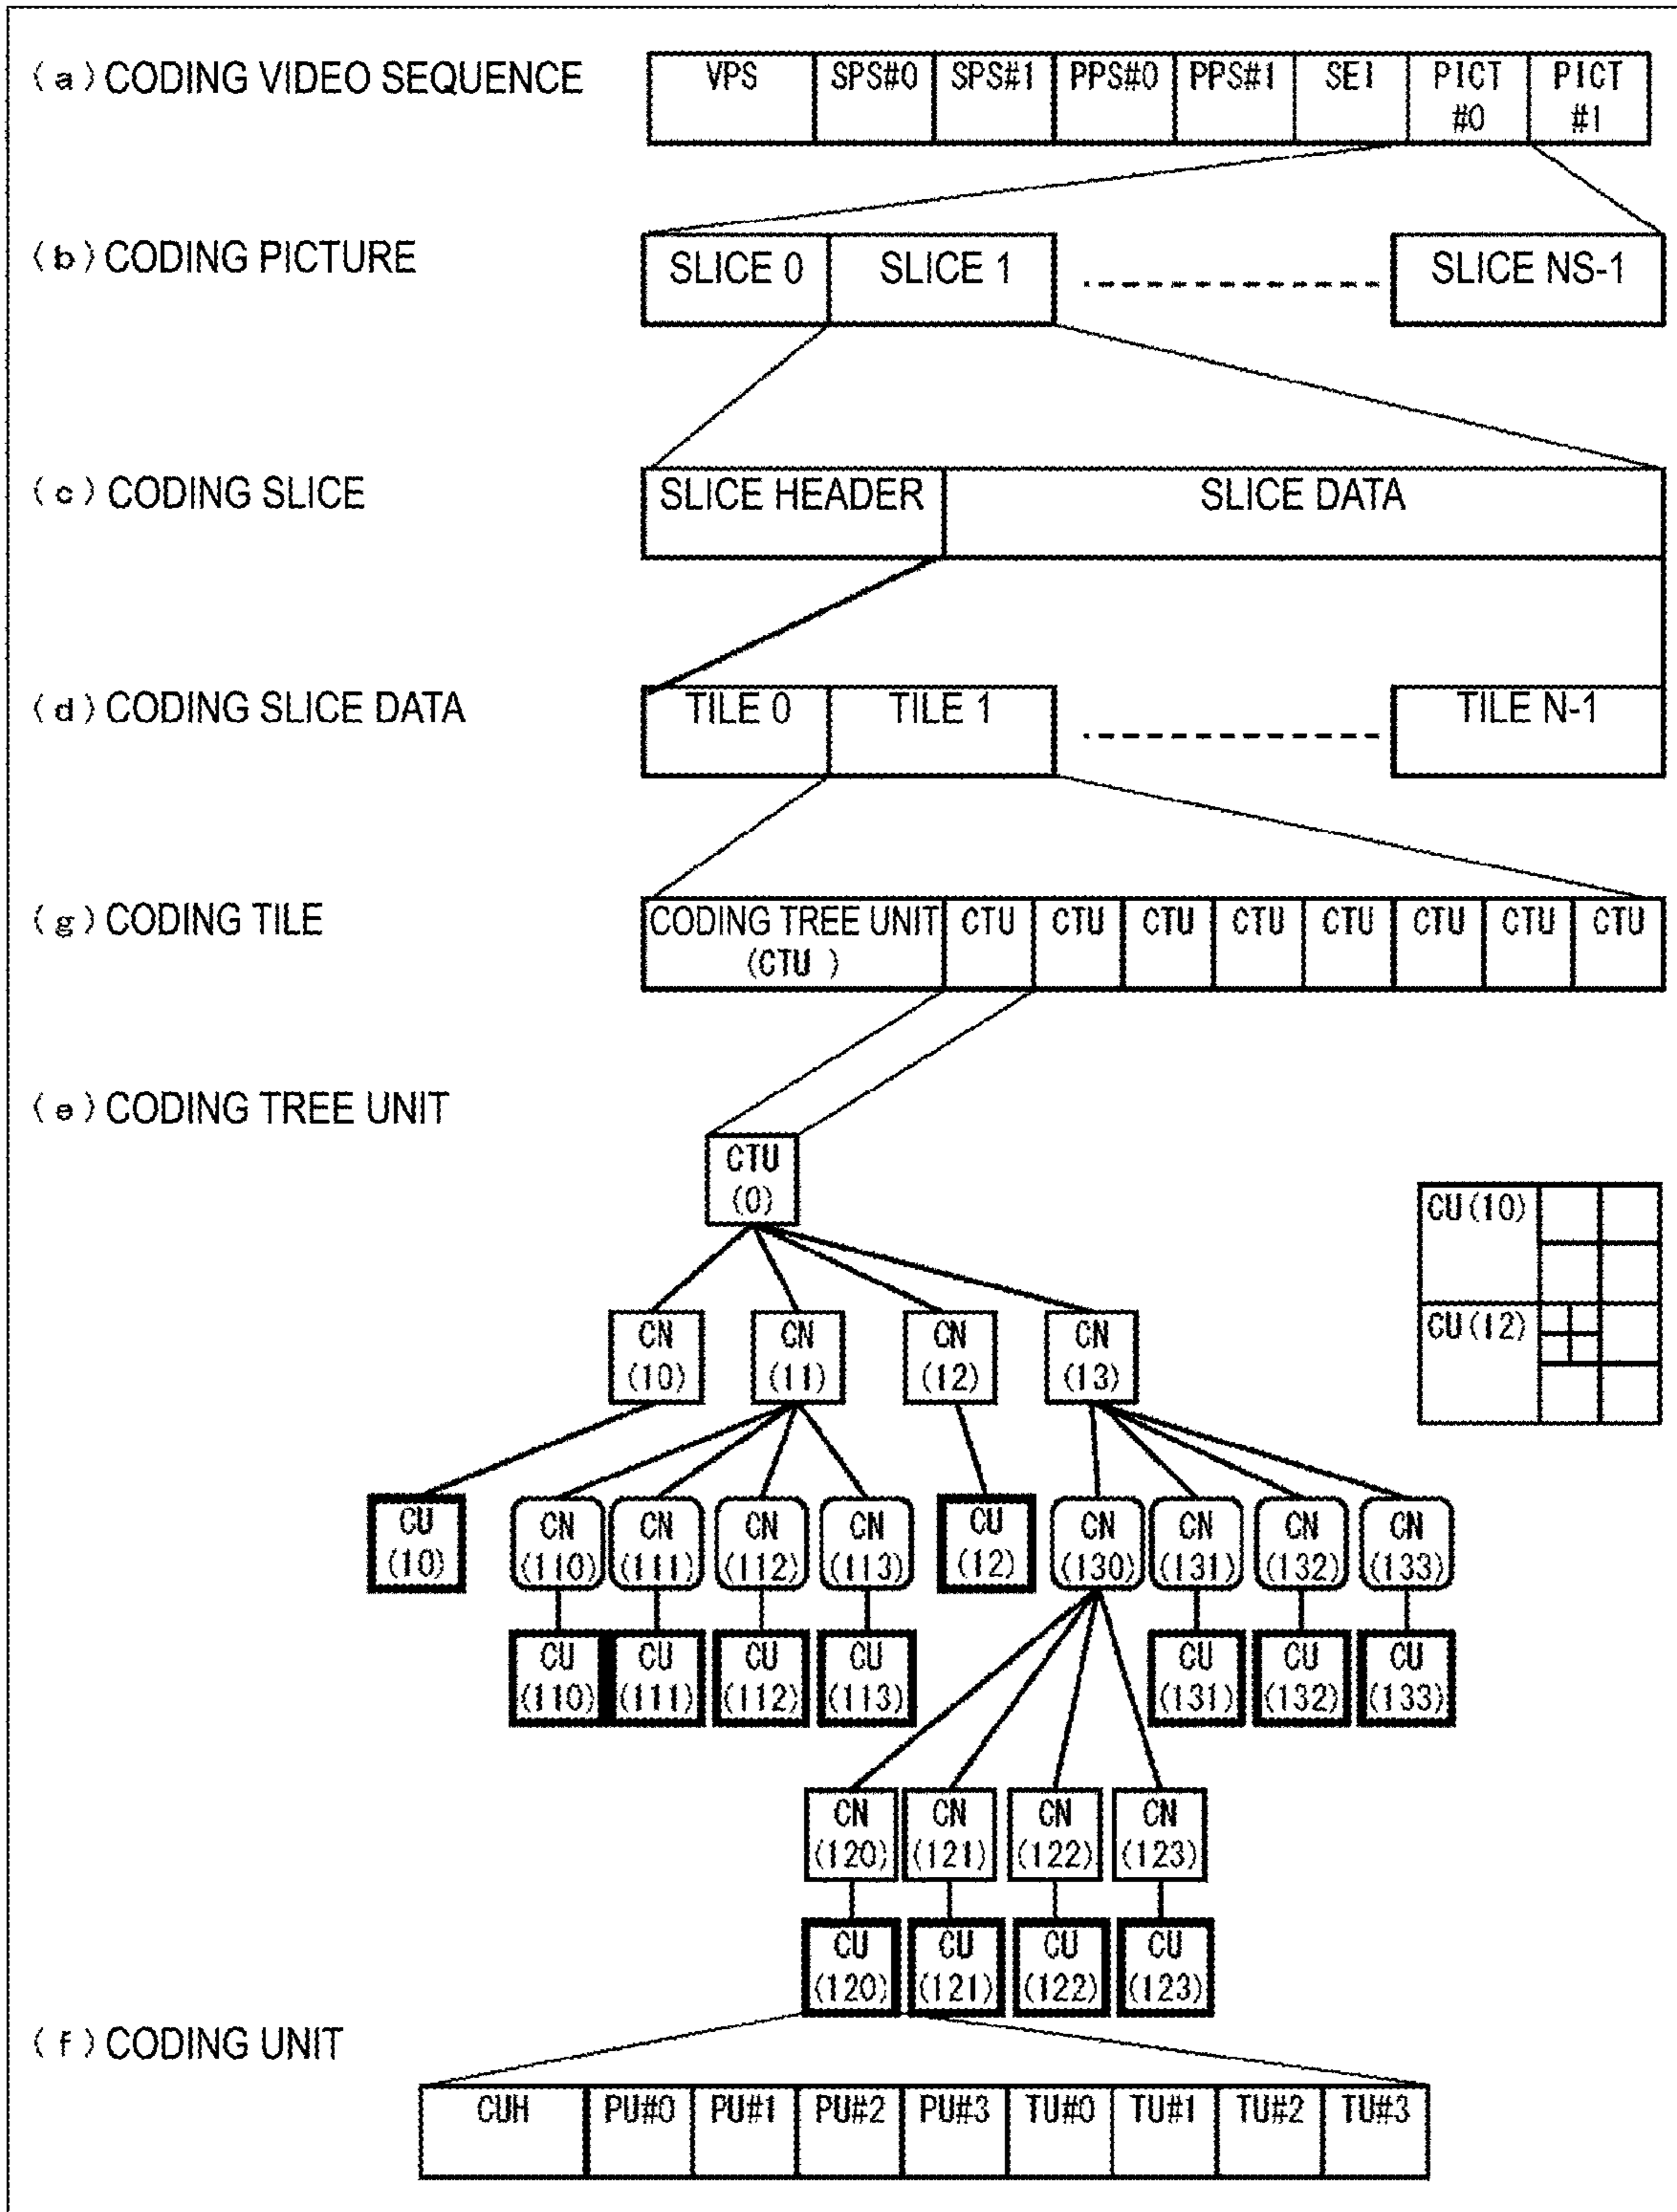 (a) CODING VIDEO SEQUENCE
VPS SPS#0 SPS#1 PPS#0 PPS#1 SEI PICT PICT
#0 #1
(b) CODING PICTURE
SLICE 0 SLICE 1 SLICE NS-1
(c) CODING SLICE
SLICE HEADER SLICE DATA
(d) CODING SLICE DATA
TILE 0 TILE 1 TILE N-1
(g) CODING TILE
CODING TREE UNIT CTU CTU CTU CTU CTU CTU CTU CTU
(CTU )
(e) CODING TREE UNIT
CTU
(0)
CU(10)
CU(12)
CN CN CN CN
(10) (11) (12) (13)
CU CN CN CN CN CU CN CN CN CN
(10) (110) (111) (112) (113) (12) (130) (131) (132) (133)
CU CU CU CU CU CU CU
(110) (111) (112) (113) (131) (132) (133)
CN CN CN CN
(120) (121) (122) (123)
CU CU CU CU
(120) (121) (122) (123)
(f) CODING UNIT
CUH PU#0 PU#1 PU#2 PU#3 TU#0 TU#1 TU#2 TU#3